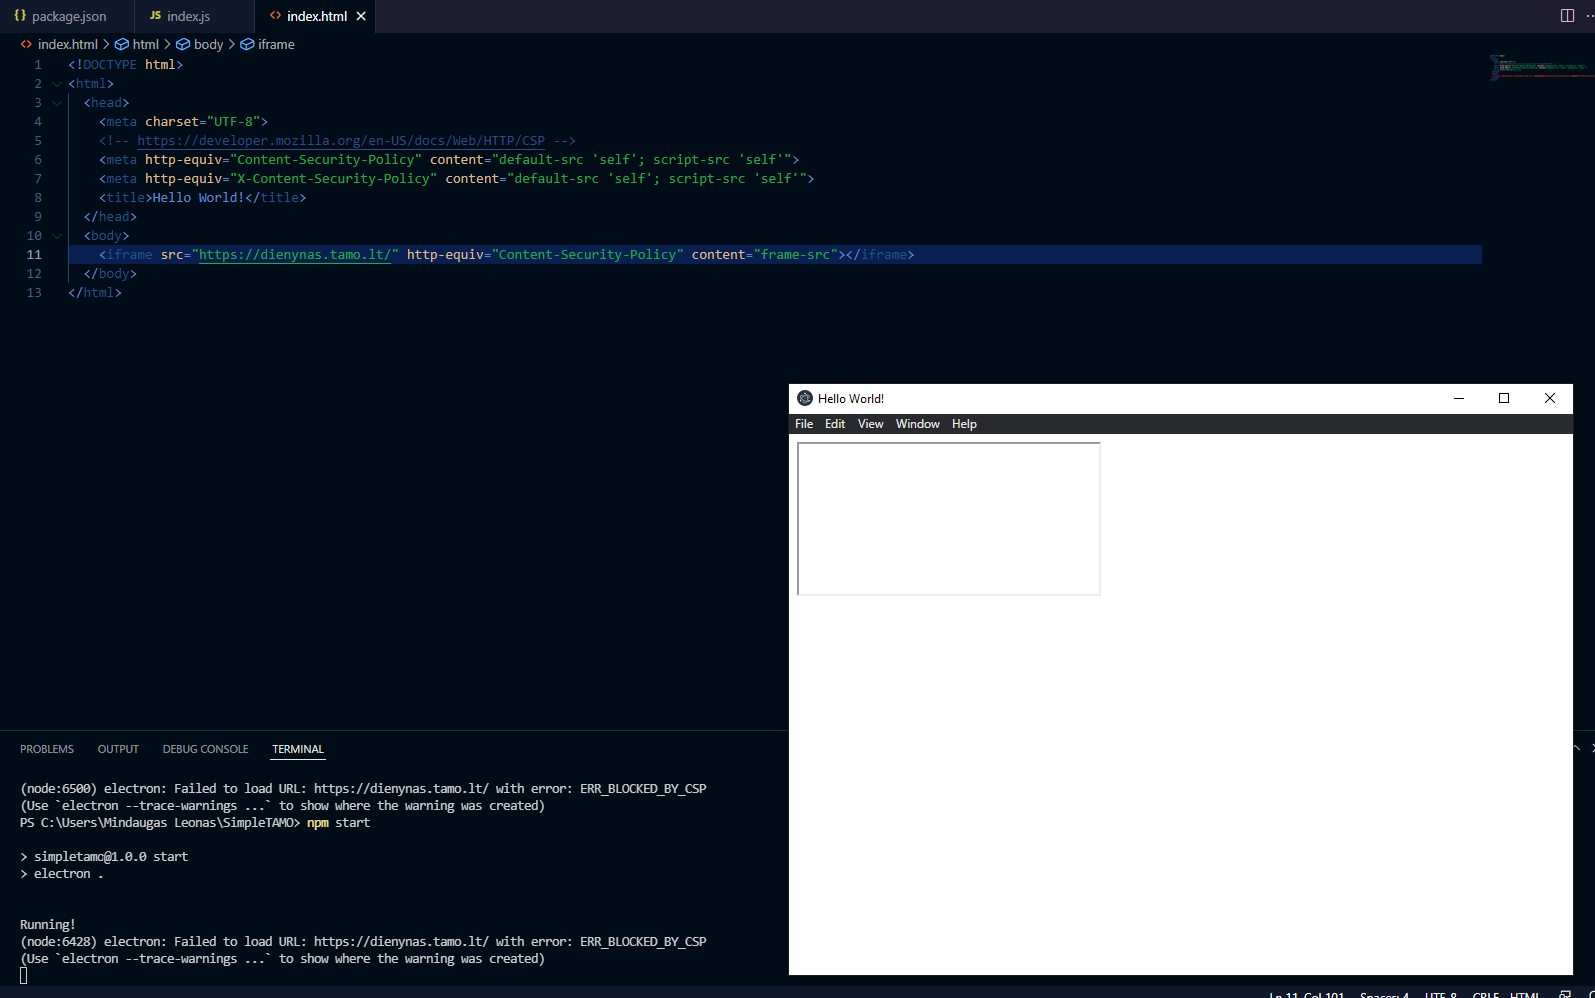 {} package.json JS index.js <> index.html
<> index.html > html > body > iframe
1 <!DOCTYPE html>
2 <html>
3 <head>
4 <meta charset="UTF-8">
5 <!-- https://developer.mozilla.org/en-US/docs/Web/HTTP/CSP -->
6 <meta http-equiv="Content-Security-Policy" content="default-src 'self'; script-src 'self'">
7 <meta http-equiv="X-Content-Security-Policy" content="default-src 'self'; script-src 'self'">
8 <title>Hello World!</title>
9 </head>
10 <body>
11 <iframe src="https://dienynas.tamo.lt/" http-equiv="Content-Security-Policy" content="frame-src"></iframe>
12 </body>
13 </html>
Hello World!
File Edit View Window Help
PROBLEMS OUTPUT DEBUG CONSOLE TERMINAL
(node:6500) electron: Failed to load URL: https://dienynas.tamo.lt/ with error: ERR_BLOCKED_BY_CSP
(Use `electron --trace-warnings ...` to show where the warning was created)
PS C:\Users\Mindaugas Leonas\SimpleTAMO> npm start
> simpletamo@1.0.0 start
> electron .
Running!
(node:6428) electron: Failed to load URL: https://dienynas.tamo.lt/ with error: ERR_BLOCKED_BY_CSP
(Use `electron --trace-warnings ...` to show where the warning was created)
Ln 11, Col 101 Spaces: 4 UTF-8 CRLF HTML